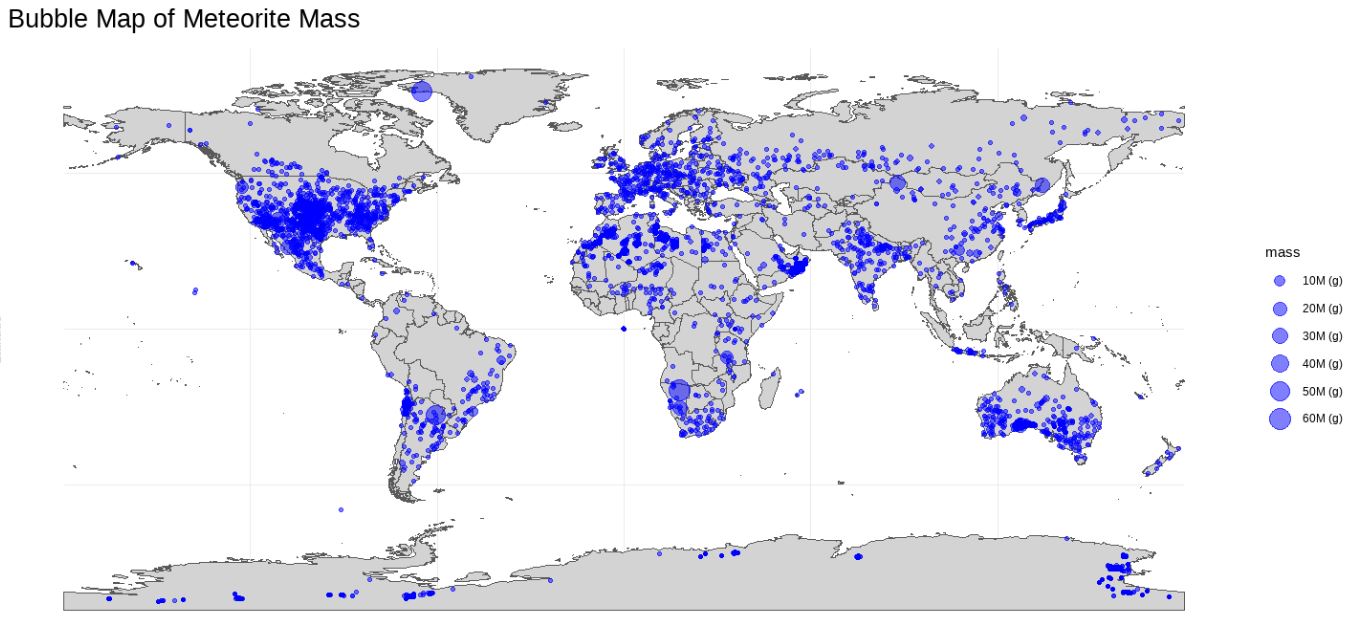 Bubble Map of Meteorite Mass
mass
10M (g)
20M (g)
30M (g)
40M (g)
50M (g)
60M (g)